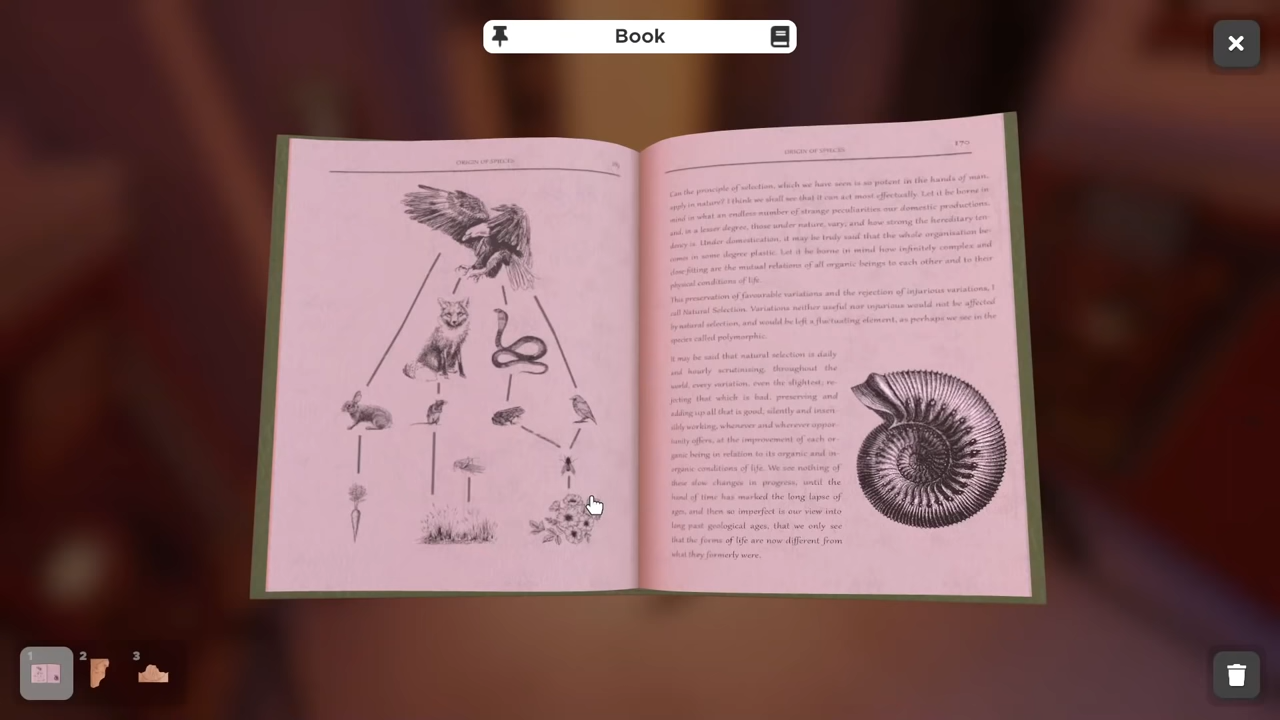 Book
ORIGIN OF SPECIES
ORIGIN OF SPECIES
170
Can the principle of selection, which we have seen is so potent in the hands of man,
apply in nature? I think we shall see that it can act most effectually. Let it be borne in
mind in what an endless number of strange peculiarities our domestic productions,
and, in a lesser degree, those under nature, vary; and how strong the hereditary ten-
dency is. Under domestication, it may be truly said that the whole organisation be-
comes in some degree plastic. Let it be borne in mind how infinitely complex and
close-fitting are the mutual relations of all organic beings to each other and to their
physical conditions of life.
This preservation of favourable variations and the rejection of injurious variations, I
call Natural Selection. Variations neither useful nor injurious would not be affected
by natural selection, and would be left a fluctuating element, as perhaps we see in the
species called polymorphic.
It may be said that natural selection is daily
and hourly scrutinising, throughout the
world, every variation, even the slightest; re-
jecting that which is bad, preserving and
adding up all that is good; silently and insen-
sibly working, whenever and wherever oppor-
tunity offers, at the improvement of each or-
ganic being in relation to its organic and in-
organic conditions of life. We see nothing of
these slow changes in progress, until the
hand of time has marked the long lapse of
ages, and then so imperfect is our view into
long past geological ages, that we only see
that the forms of life are now different from
what they formerly were.
1
2
3